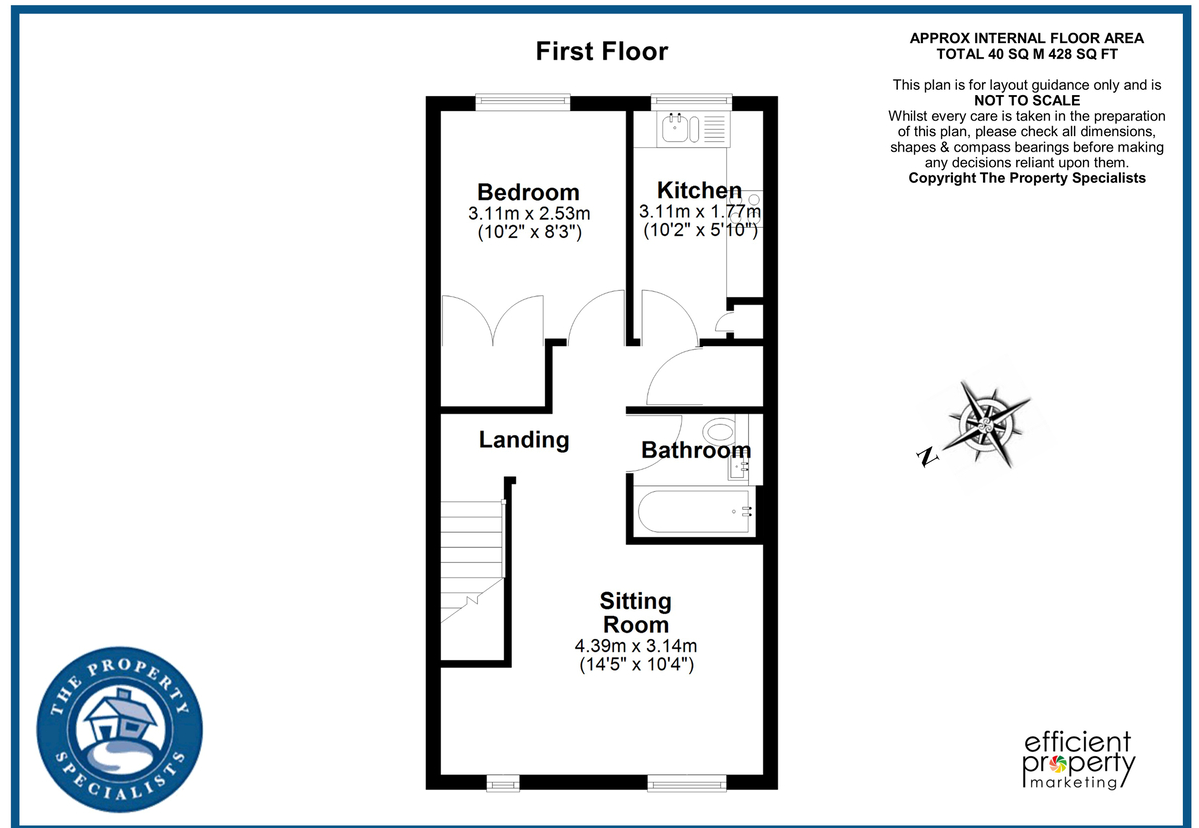 First Floor
APPROX INTERNAL FLOOR AREA
TOTAL 40 SQ M 428 SQ FT
This plan is for layout guidance only and is
NOT TO SCALE
Whilst every care is taken in the preparation
of this plan, please check all dimensions,
shapes & compass bearings before making
any decisions reliant upon them.
Copyright The Property Specialists
Bedroom
3.11m x 2.53m
(10'2" x 8'3")
Kitchen
3.11m x 1.77m
(10'2" x 5'10")
Landing
Bathroom
N
Sitting
Room
4.39m x 3.14m
(14'5" x 10'4")
THE PROPERTY
SPECIALISTS
efficient
property
marketing